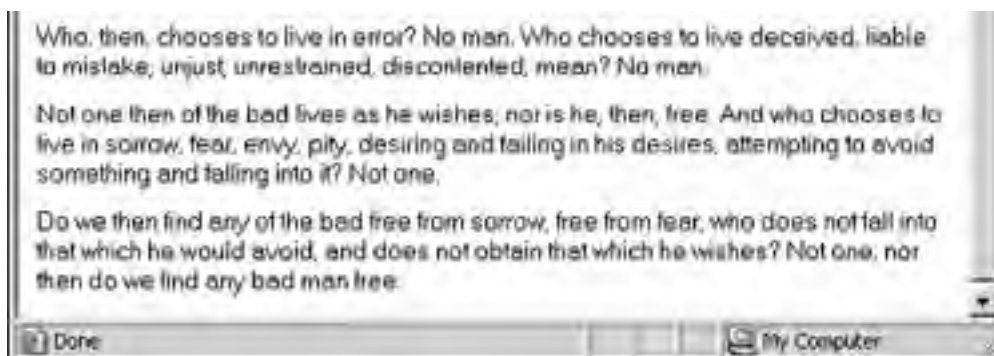 Who, then, chooses to live in error? No man. Who chooses to live deceived, liable
to mistake, unjust, unrestrained, discontented, mean? No man.
Not one then of the bad lives as he wishes; nor is he, then, free. And who chooses to
live in sorrow, fear, envy, pity, desiring and failing in his desires, attempting to avoid
something and falling into it? Not one.
Do we then find any of the bad free from sorrow, free from fear, who does not fall into
that which he would avoid, and does not obtain that which he wishes? Not one; nor
then do we find any bad man free.
Done My Computer